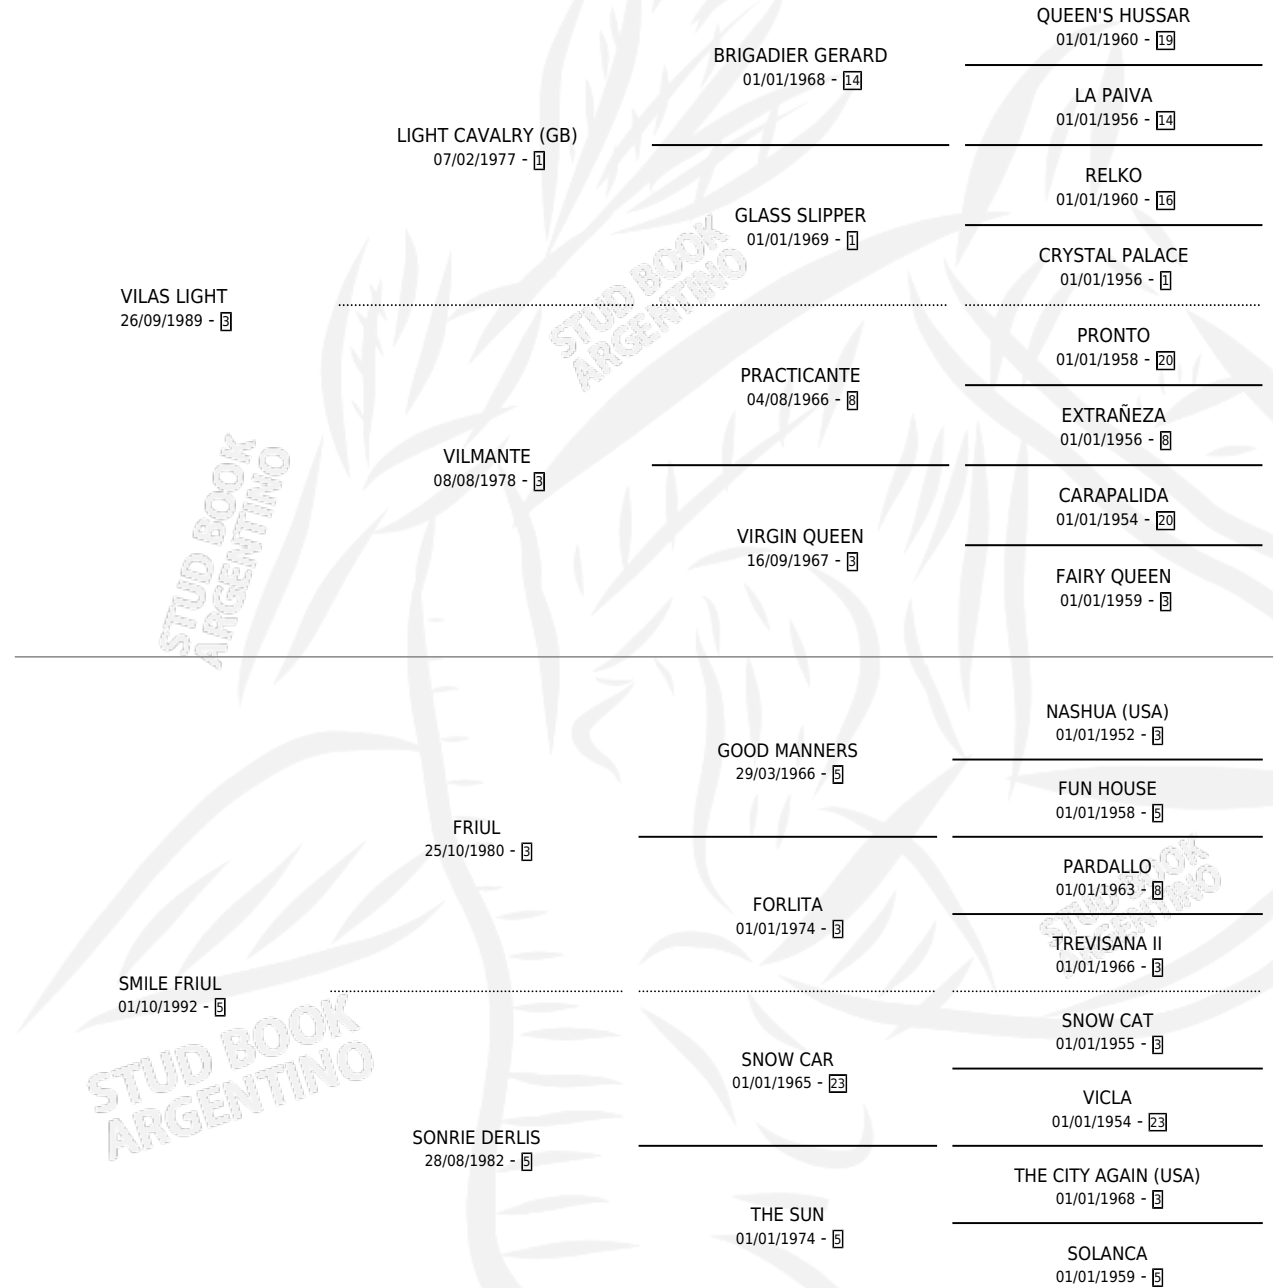 QUEEN'S HUSSAR
01/01/1960 - 19
BRIGADIER GERARD
01/01/1968 - 14
LA PAIVA
01/01/1956 - 14
LIGHT CAVALRY (GB)
07/02/1977 - 1
RELKO
01/01/1960 - 16
GLASS SLIPPER
01/01/1969 - 1
CRYSTAL PALACE
01/01/1956 - 1
VILAS LIGHT
26/09/1989 - 3
STUD BOOK
ARGENTINO
PRONTO
01/01/1958 - 20
PRACTICANTE
04/08/1966 - 8
EXTRAÑEZA
01/01/1956 - 8
VILMANTE
08/08/1978 - 3
CARAPALIDA
01/01/1954 - 20
VIRGIN QUEEN
16/09/1967 - 3
FAIRY QUEEN
01/01/1959 - 3
STUD BOOK
ARGENTINO
NASHUA (USA)
01/01/1952 - 3
GOOD MANNERS
29/03/1966 - 5
FUN HOUSE
01/01/1958 - 5
FRIUL
25/10/1980 - 3
PARDALLO
01/01/1963 - 8
FORLITA
01/01/1974 - 3
TREVISANA II
01/01/1966 - 3
STUD BOOK
ARGENTINO
SMILE FRIUL
01/10/1992 - 5
SNOW CAT
01/01/1955 - 3
SNOW CAR
01/01/1965 - 23
VICLA
01/01/1954 - 23
STUD BOOK
ARGENTINO
SONRIE DERLIS
28/08/1982 - 5
THE CITY AGAIN (USA)
01/01/1968 - 3
THE SUN
01/01/1974 - 5
SOLANCA
01/01/1959 - 5